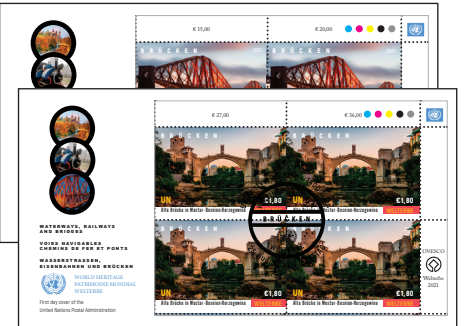 € 15,00
€ 20,00
BRÜCKEN
BRÜCKEN
€ 27,00
€ 36,00
BRÜCKEN
BRÜCKEN
UN
€1,80
UN
€1,80
Alte Brücke in Mostar–Bosnien-Herzegowina
WELTERBE
Alte Brücke in Mostar–Bosnien-Herzegowina
WELTERBE
BRÜCKEN
UN
€1,80
UN
€1,80
Alte Brücke in Mostar–Bosnien-Herzegowina
WELTERBE
Alte Brücke in Mostar–Bosnien-Herzegowina
WELTERBE
UNESCO
Welterbe
2021
WATERWAYS, RAILWAYS
AND BRIDGES
VOIES NAVIGABLES
CHEMINS DE FER ET PONTS
WASSERSTRASSEN,
EISENBAHNEN UND BRÜCKEN
WORLD HERITAGE
PATRIMOINE MONDIAL
WELTERBE
First day cover of the
United Nations Postal Administration